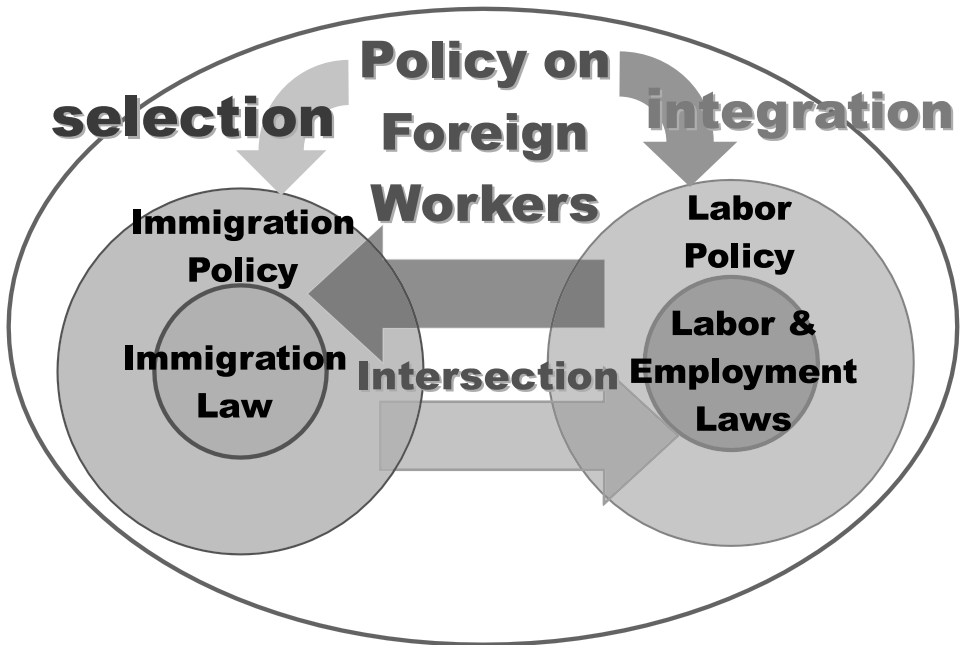 Policy on
Foreign
Workers
selection
integration
Immigration
Policy
Immigration
Law
Intersection
Labor
Policy
Labor &
Employment
Laws